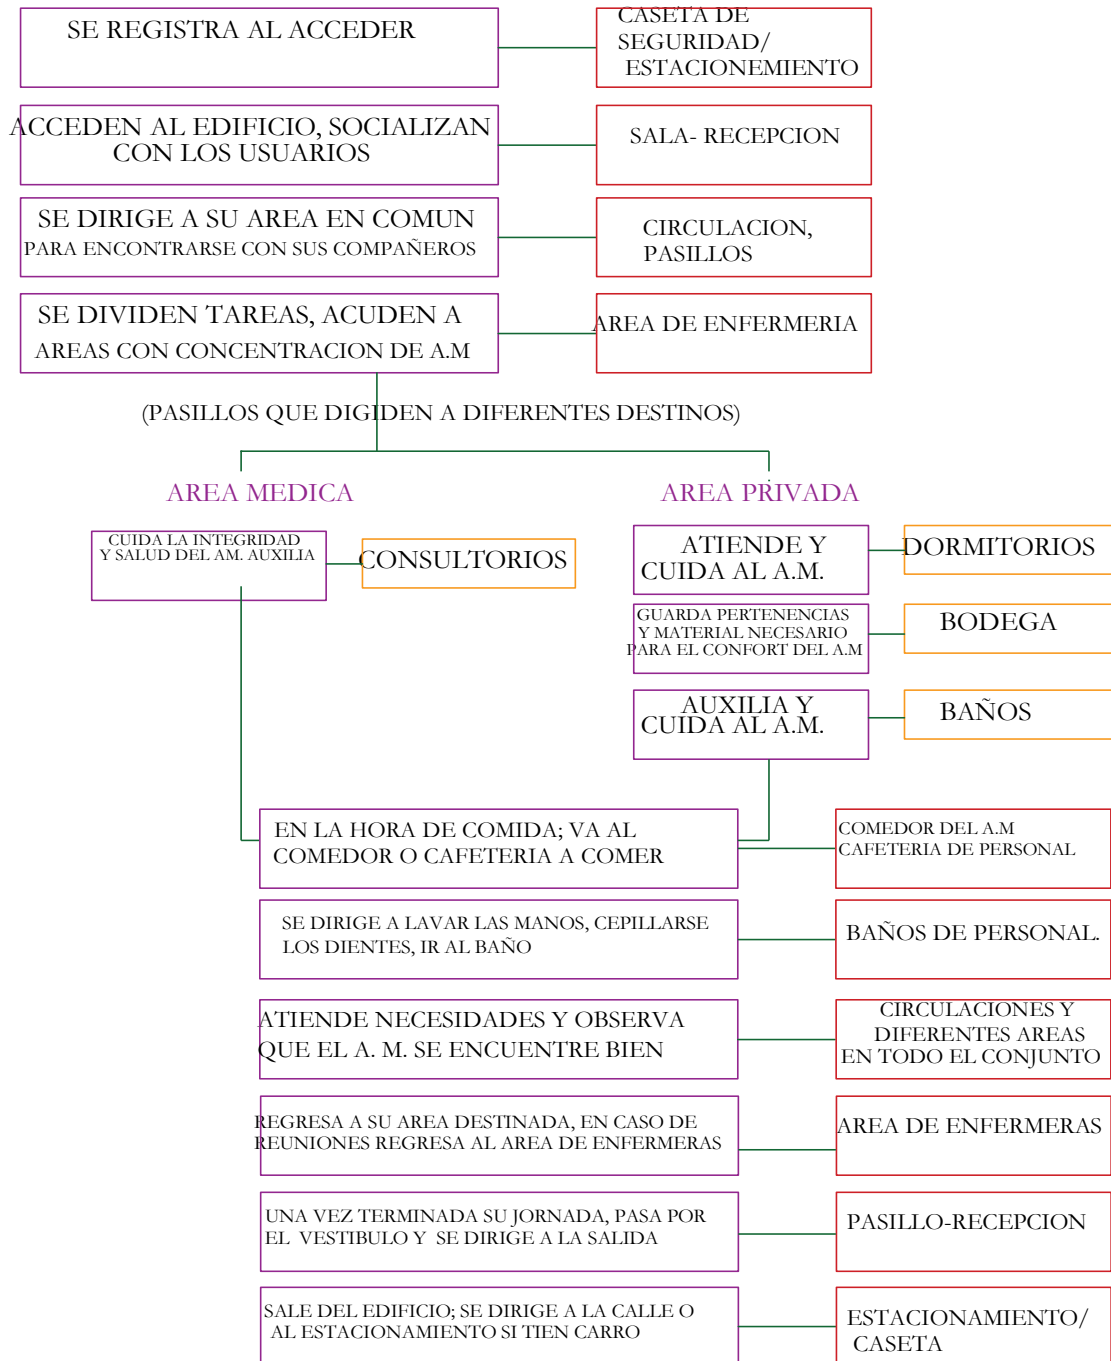 SE REGISTRA AL ACCEDER
CASETA DE
SEGURIDAD/
ESTACIONEMIENTO
ACCEDEN AL EDIFICIO, SOCIALIZAN
CON LOS USUARIOS
SALA- RECEPCION
SE DIRIGE A SU AREA EN COMUN
PARA ENCONTRARSE CON SUS COMPAÑEROS
CIRCULACION,
PASILLOS
SE DIVIDEN TAREAS, ACUDEN A
AREAS CON CONCENTRACION DE A.M
AREA DE ENFERMERIA
(PASILLOS QUE DIGIDEN A DIFERENTES DESTINOS)
AREA MEDICA
AREA PRIVADA
CUIDA LA INTEGRIDAD
Y SALUD DEL AM. AUXILIA
CONSULTORIOS
ATIENDE Y
CUIDA AL A.M.
DORMITORIOS
GUARDA PERTENENCIAS
Y MATERIAL NECESARIO
PARA EL CONFORT DEL A.M
BODEGA
AUXILIA Y
CUIDA AL A.M.
BAÑOS
EN LA HORA DE COMIDA; VA AL
COMEDOR O CAFETERIA A COMER
COMEDOR DEL A.M
CAFETERIA DE PERSONAL
SE DIRIGE A LAVAR LAS MANOS, CEPILLARSE
LOS DIENTES, IR AL BAÑO
BAÑOS DE PERSONAL.
ATIENDE NECESIDADES Y OBSERVA
QUE EL A. M. SE ENCUENTRE BIEN
CIRCULACIONES Y
DIFERENTES AREAS
EN TODO EL CONJUNTO
REGRESA A SU AREA DESTINADA, EN CASO DE
REUNIONES REGRESA AL AREA DE ENFERMERAS
AREA DE ENFERMERAS
UNA VEZ TERMINADA SU JORNADA, PASA POR
EL VESTIBULO Y SE DIRIGE A LA SALIDA
PASILLO-RECEPCION
SALE DEL EDIFICIO; SE DIRIGE A LA CALLE O
AL ESTACIONAMIENTO SI TIEN CARRO
ESTACIONAMIENTO/
CASETA